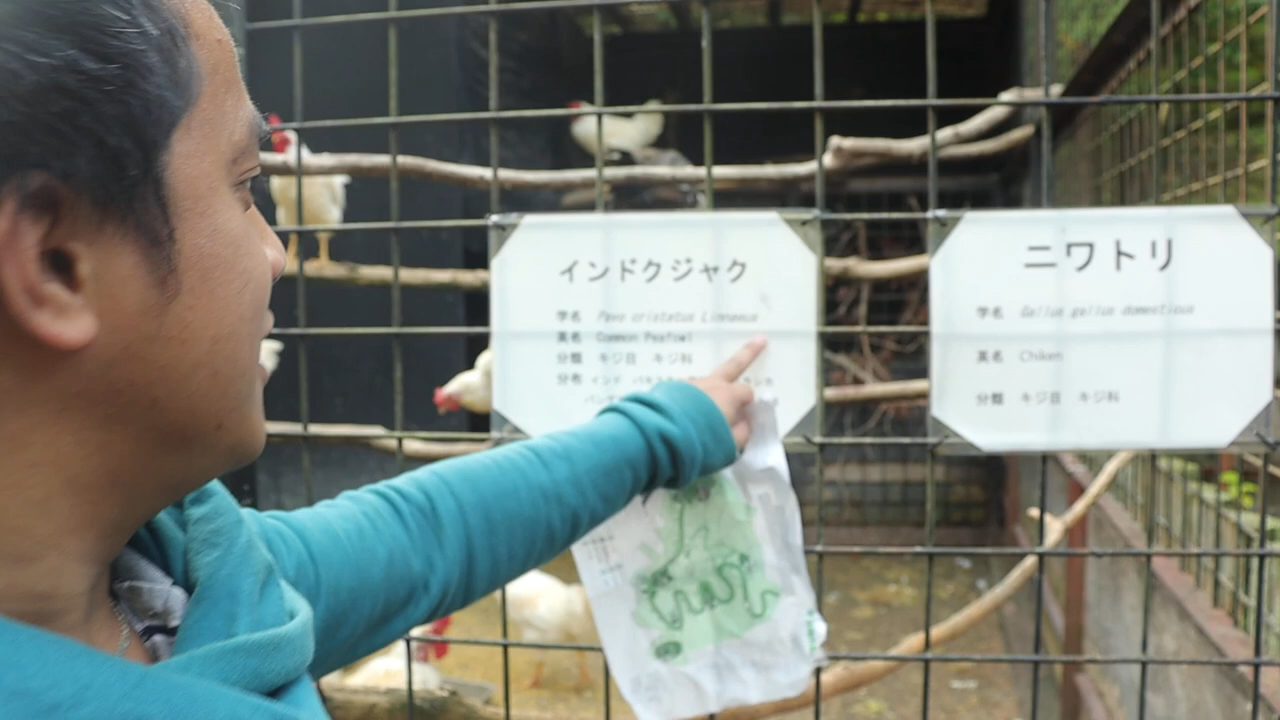 インドクジャク
学名 Pavo cristatus Linnaeus
英名 Common Peafowl
分類 キジ目 キジ科
分布 インド
ニワトリ
学名 Gallus gallus domesticus
英名 Chiken
分類 キジ目 キジ科